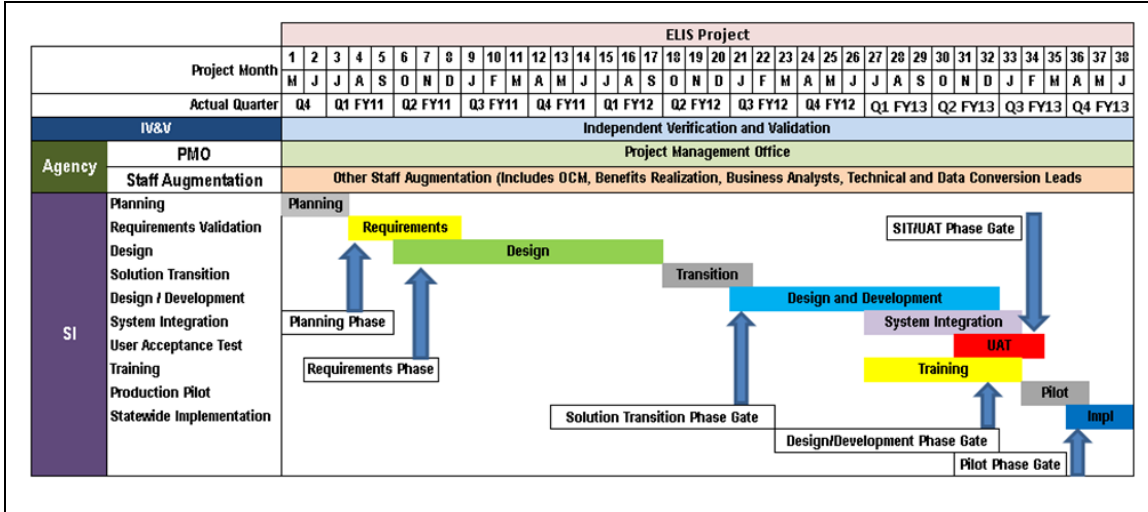 ELIS Project
Project Month 1 2 3 4 5 6 7 8 9 10 11 12 13 14 15 16 17 18 19 20 21 22 23 24 25 26 27 28 29 30 31 32 33 34 35 36 37 38
M J J A S O N D J F M A M J J A S O N D J F M A M J J A S O N D J F M A M J
Actual Quarter Q4 Q1 FY11 Q2 FY11 Q3 FY11 Q4 FY11 Q1 FY12 Q2 FY12 Q3 FY12 Q4 FY12 Q1 FY13 Q2 FY13 Q3 FY13 Q4 FY13
IV&V Independent Verification and Validation
Agency
PMO Project Management Office
Staff Augmentation Other Staff Augmentation (Includes OCM, Benefits Realization, Business Analysts, Technical and Data Conversion Leads
SI
Planning Planning
Requirements Validation Requirements SIT/UAT Phase Gate
Design Design
Solution Transition Transition
Design / Development Design and Development
System Integration Planning Phase System Integration
User Acceptance Test UAT
Training Requirements Phase Training
Production Pilot Pilot
Statewide Implementation Solution Transition Phase Gate Impl
Design/Development Phase Gate
Pilot Phase Gate